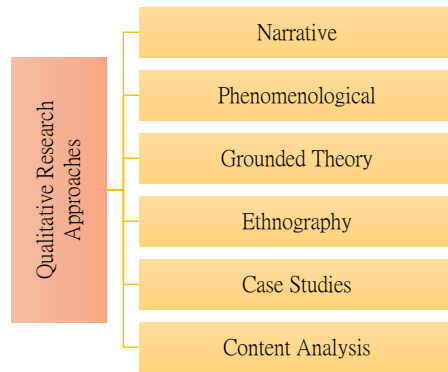 Qualitative Research
Approaches
Narrative
Phenomenological
Grounded Theory
Ethnography
Case Studies
Content Analysis